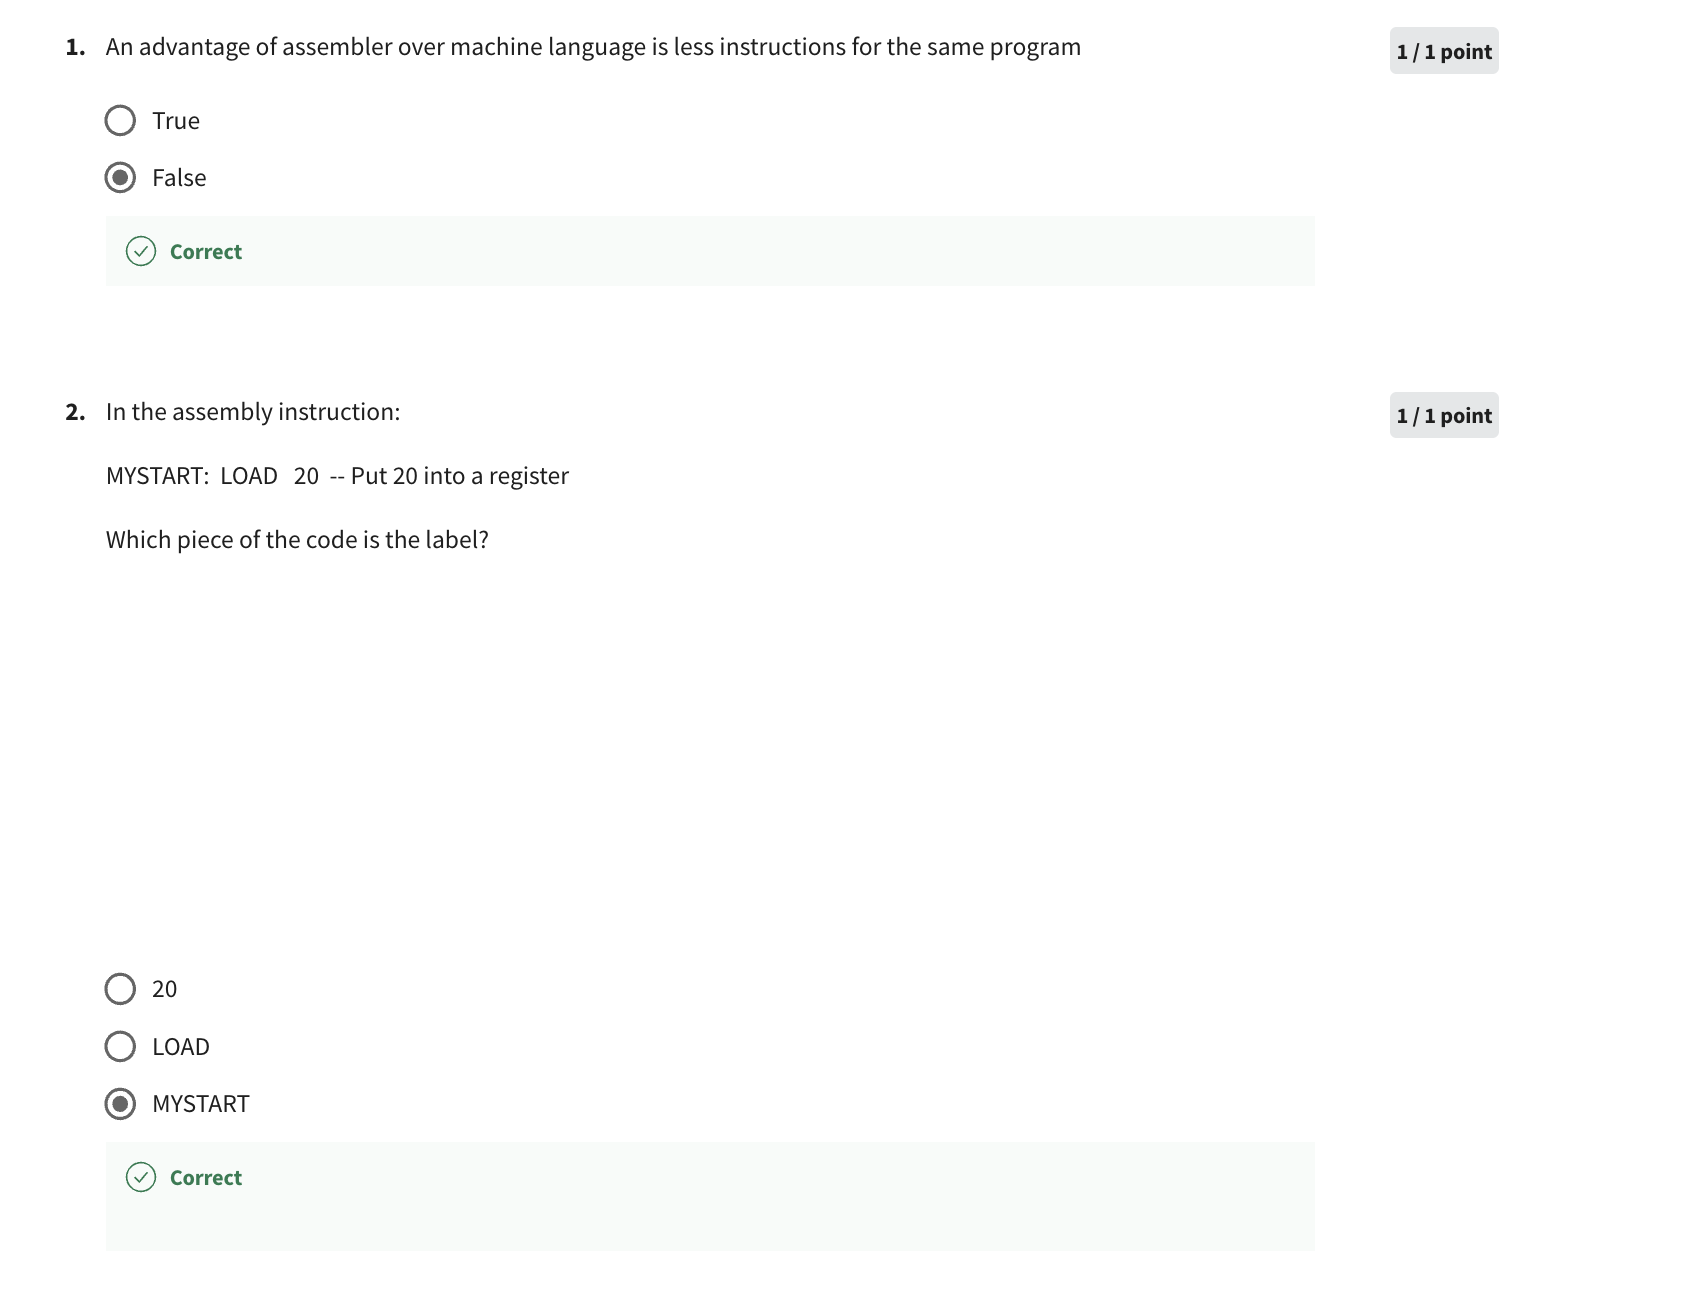 1. An advantage of assembler over machine language is less instructions for the same program
1 / 1 point
True
False
Correct
2. In the assembly instruction:
1 / 1 point
MYSTART: LOAD 20 -- Put 20 into a register
Which piece of the code is the label?
20
LOAD
MYSTART
Correct